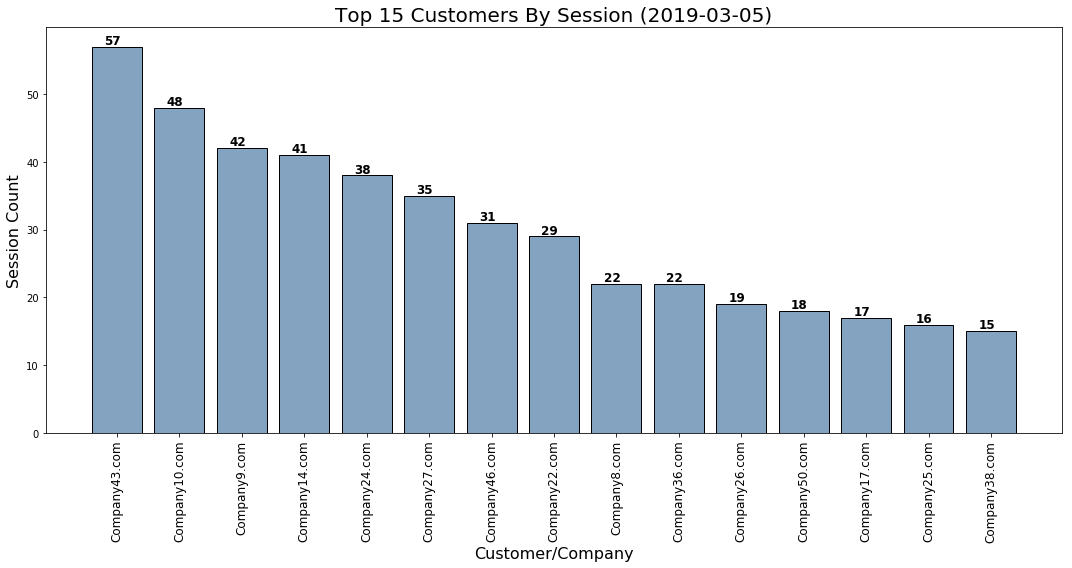 Top 15 Customers By Session (2019-03-05)
57
48
42
41
38
35
31
29
22
22
19
18
17
16
15
Session Count
50
40
30
20
10
0
Company43.com
Company10.com
Company9.com
Company14.com
Company24.com
Company27.com
Company46.com
Company22.com
Company8.com
Company36.com
Company26.com
Company50.com
Company17.com
Company25.com
Company38.com
Customer/Company